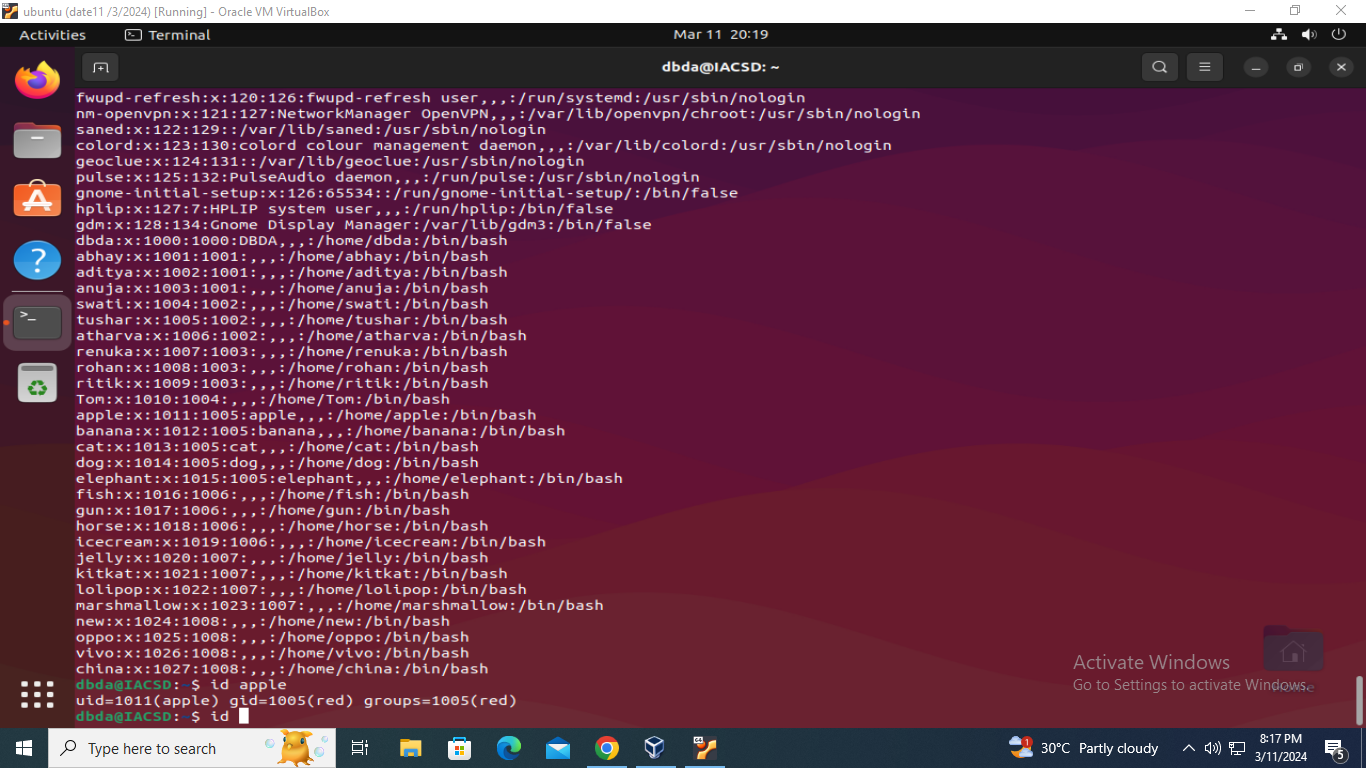 ubuntu (date11 /3/2024) [Running] - Oracle VM VirtualBox
Activities
Terminal
Mar 11 20:19
dbda@IACSD: ~
fwupd-refresh:x:120:126:fwupd-refresh user,,,:/run/systemd:/usr/sbin/nologin
nm-openvpn:x:121:127:NetworkManager OpenVPN,,,:/var/lib/openvpn/chroot:/usr/sbin/nologin
saned:x:122:129::/var/lib/saned:/usr/sbin/nologin
colord:x:123:130:colord colour management daemon,,,:/var/lib/colord:/usr/sbin/nologin
geoclue:x:124:131::/var/lib/geoclue:/usr/sbin/nologin
pulse:x:125:132:PulseAudio daemon,,,:/run/pulse:/usr/sbin/nologin
gnome-initial-setup:x:126:65534::/run/gnome-initial-setup/:/bin/false
hplip:x:127:7:HPLIP system user,,,:/run/hplip:/bin/false
gdm:x:128:134:Gnome Display Manager:/var/lib/gdm3:/bin/false
dbda:x:1000:1000:DBDA,,,:/home/dbda:/bin/bash
abhay:x:1001:1001:,,,:/home/abhay:/bin/bash
aditya:x:1002:1001:,,,:/home/aditya:/bin/bash
anuja:x:1003:1001:,,,:/home/anuja:/bin/bash
swati:x:1004:1002:,,,:/home/swati:/bin/bash
tushar:x:1005:1002:,,,:/home/tushar:/bin/bash
atharva:x:1006:1002:,,,:/home/atharva:/bin/bash
renuka:x:1007:1003:,,,:/home/renuka:/bin/bash
rohan:x:1008:1003:,,,:/home/rohan:/bin/bash
ritik:x:1009:1003:,,,:/home/ritik:/bin/bash
Tom:x:1010:1004:,,,:/home/Tom:/bin/bash
apple:x:1011:1005:apple,,,:/home/apple:/bin/bash
banana:x:1012:1005:banana,,,:/home/banana:/bin/bash
cat:x:1013:1005:cat,,,:/home/cat:/bin/bash
dog:x:1014:1005:dog,,,:/home/dog:/bin/bash
elephant:x:1015:1005:elephant,,,:/home/elephant:/bin/bash
fish:x:1016:1006:,,,:/home/fish:/bin/bash
gun:x:1017:1006:,,,:/home/gun:/bin/bash
horse:x:1018:1006:,,,:/home/horse:/bin/bash
icecream:x:1019:1006:,,,:/home/icecream:/bin/bash
jelly:x:1020:1007:,,,:/home/jelly:/bin/bash
kitkat:x:1021:1007:,,,:/home/kitkat:/bin/bash
lolipop:x:1022:1007:,,,:/home/lolipop:/bin/bash
marshmallow:x:1023:1007:,,,:/home/marshmallow:/bin/bash
new:x:1024:1008:,,,:/home/new:/bin/bash
oppo:x:1025:1008:,,,:/home/oppo:/bin/bash
vivo:x:1026:1008:,,,:/home/vivo:/bin/bash
china:x:1027:1008:,,,:/home/china:/bin/bash
dbda@IACSD:~$ id apple
uid=1011(apple) gid=1005(red) groups=1005(red)
dbda@IACSD:~$ id
Activate Windows
Go to Settings to activate Windows.
Home
Type here to search
1
30°C Partly cloudy
8:17 PM
3/11/2024
5